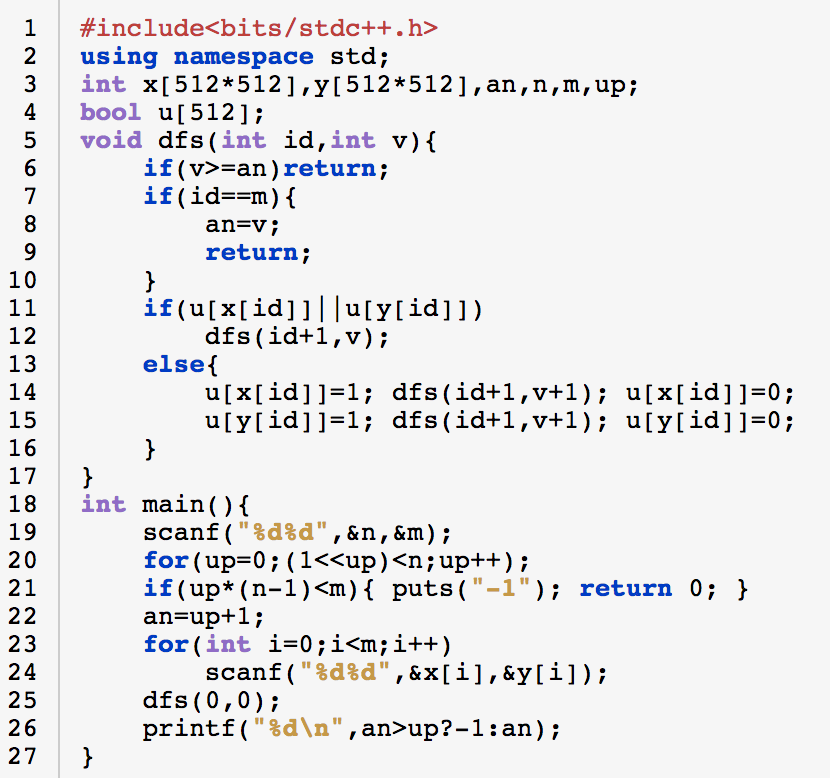 1 #include<bits/stdc++.h>
2 using namespace std;
3 int x[512*512],y[512*512],an,n,m,up;
4 bool u[512];
5 void dfs(int id,int v){
6     if(v>=an)return;
7     if(id==m){
8         an=v;
9         return;
10     }
11     if(u[x[id]]||u[y[id]])
12         dfs(id+1,v);
13     else{
14         u[x[id]]=1; dfs(id+1,v+1); u[x[id]]=0;
15         u[y[id]]=1; dfs(id+1,v+1); u[y[id]]=0;
16     }
17 }
18 int main(){
19     scanf("%d%d",&n,&m);
20     for(up=0;(1<<up)<n;up++);
21     if(up*(n-1)<m){ puts("-1"); return 0; }
22     an=up+1;
23     for(int i=0;i<m;i++)
24         scanf("%d%d",&x[i],&y[i]);
25     dfs(0,0);
26     printf("%d\n",an>up?-1:an);
27 }